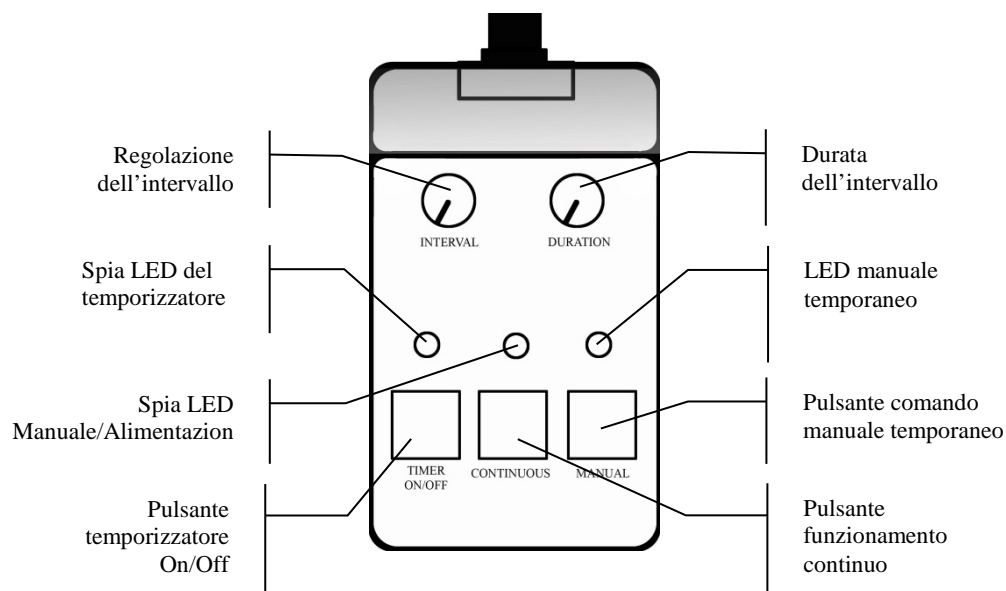 Regolazione
dell’intervallo
Durata
dell’intervallo
INTERVAL
DURATION
Spia LED del
temporizzatore
LED manuale
temporaneo
Spia LED
Manuale/Alimentazion
Pulsante comando
manuale temporaneo
TIMER
ON/OFF
CONTINUOUS
MANUAL
Pulsante
temporizzatore
On/Off
Pulsante
funzionamento
continuo